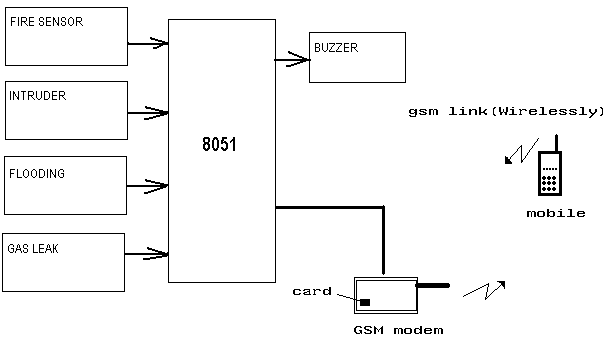 FIRE SENSOR
INTRUDER
FLOODING
GAS LEAK
8051
BUZZER
gsm link(Wirelessly)
mobile
card
GSM modem